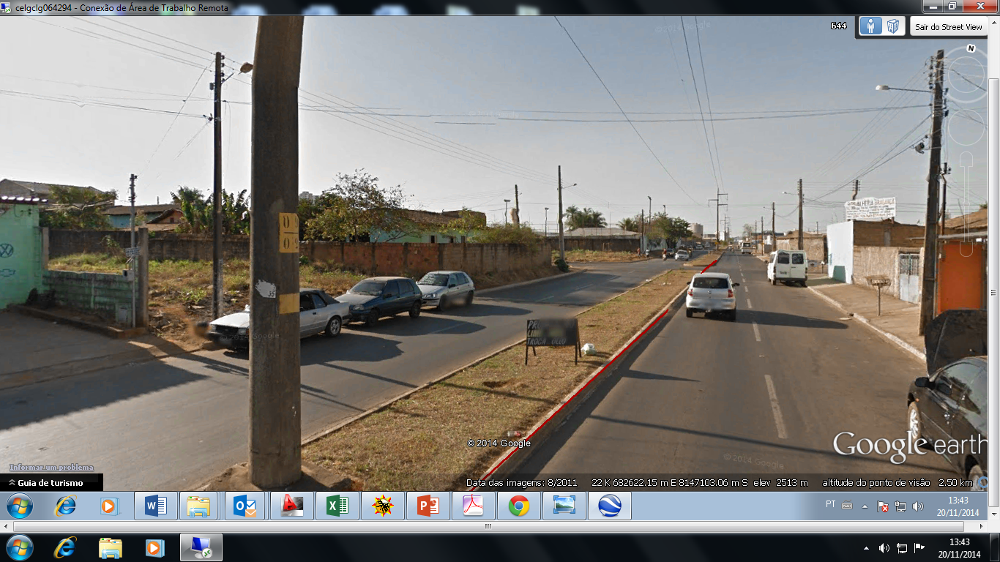 celgclg064294 - Conexão de Área de Trabalho Remota
644
Sair do Street View
N
TROCA OLEO
© 2014 Google
Google earth
Informar um problema
Guia de turismo
Data das imagens: 8/2011 22 K 682622.15 m E 8147103.06 m S elev 2513 m altitude do ponto de visão 2.50 km
PT
13:43
20/11/2014
13:43
20/11/2014